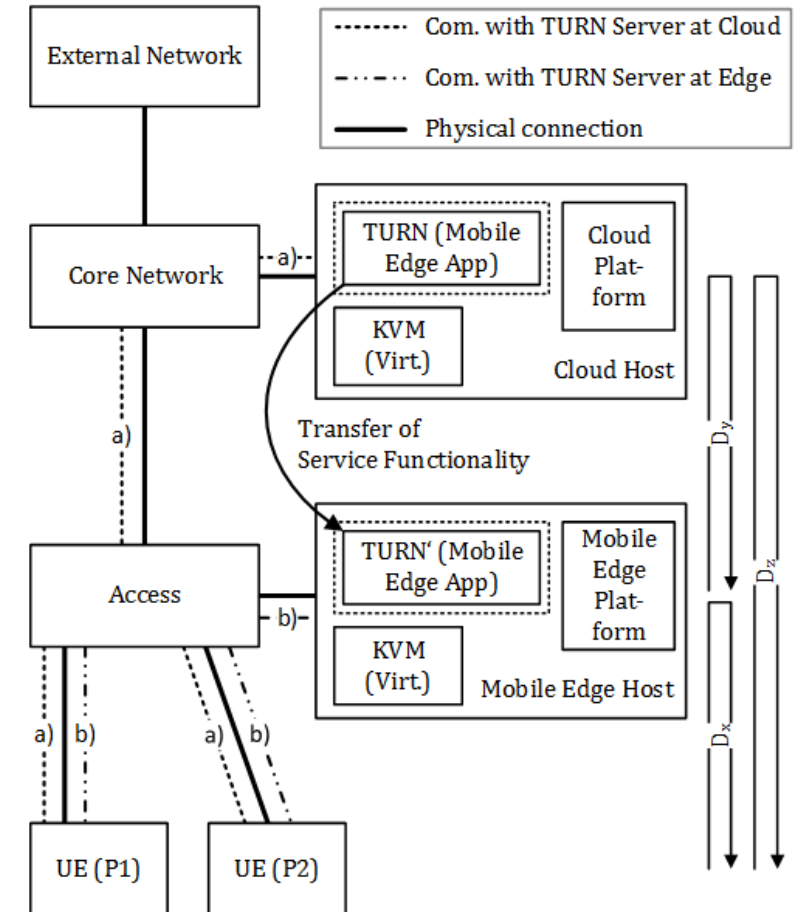 External Network
Com. with TURN Server at Cloud
Com. with TURN Server at Edge
Physical connection
Core Network
a)
TURN (Mobile
Edge App)
Cloud
Plat-
form
KVM
(Virt.)
Cloud Host
a)
Transfer of
Service Functionality
Dy
Dz
Access
b)
TURN‘ (Mobile
Edge App)
Mobile
Edge
Plat-
form
KVM
(Virt.)
Mobile Edge Host
Dx
a)
b)
a)
b)
UE (P1)
UE (P2)